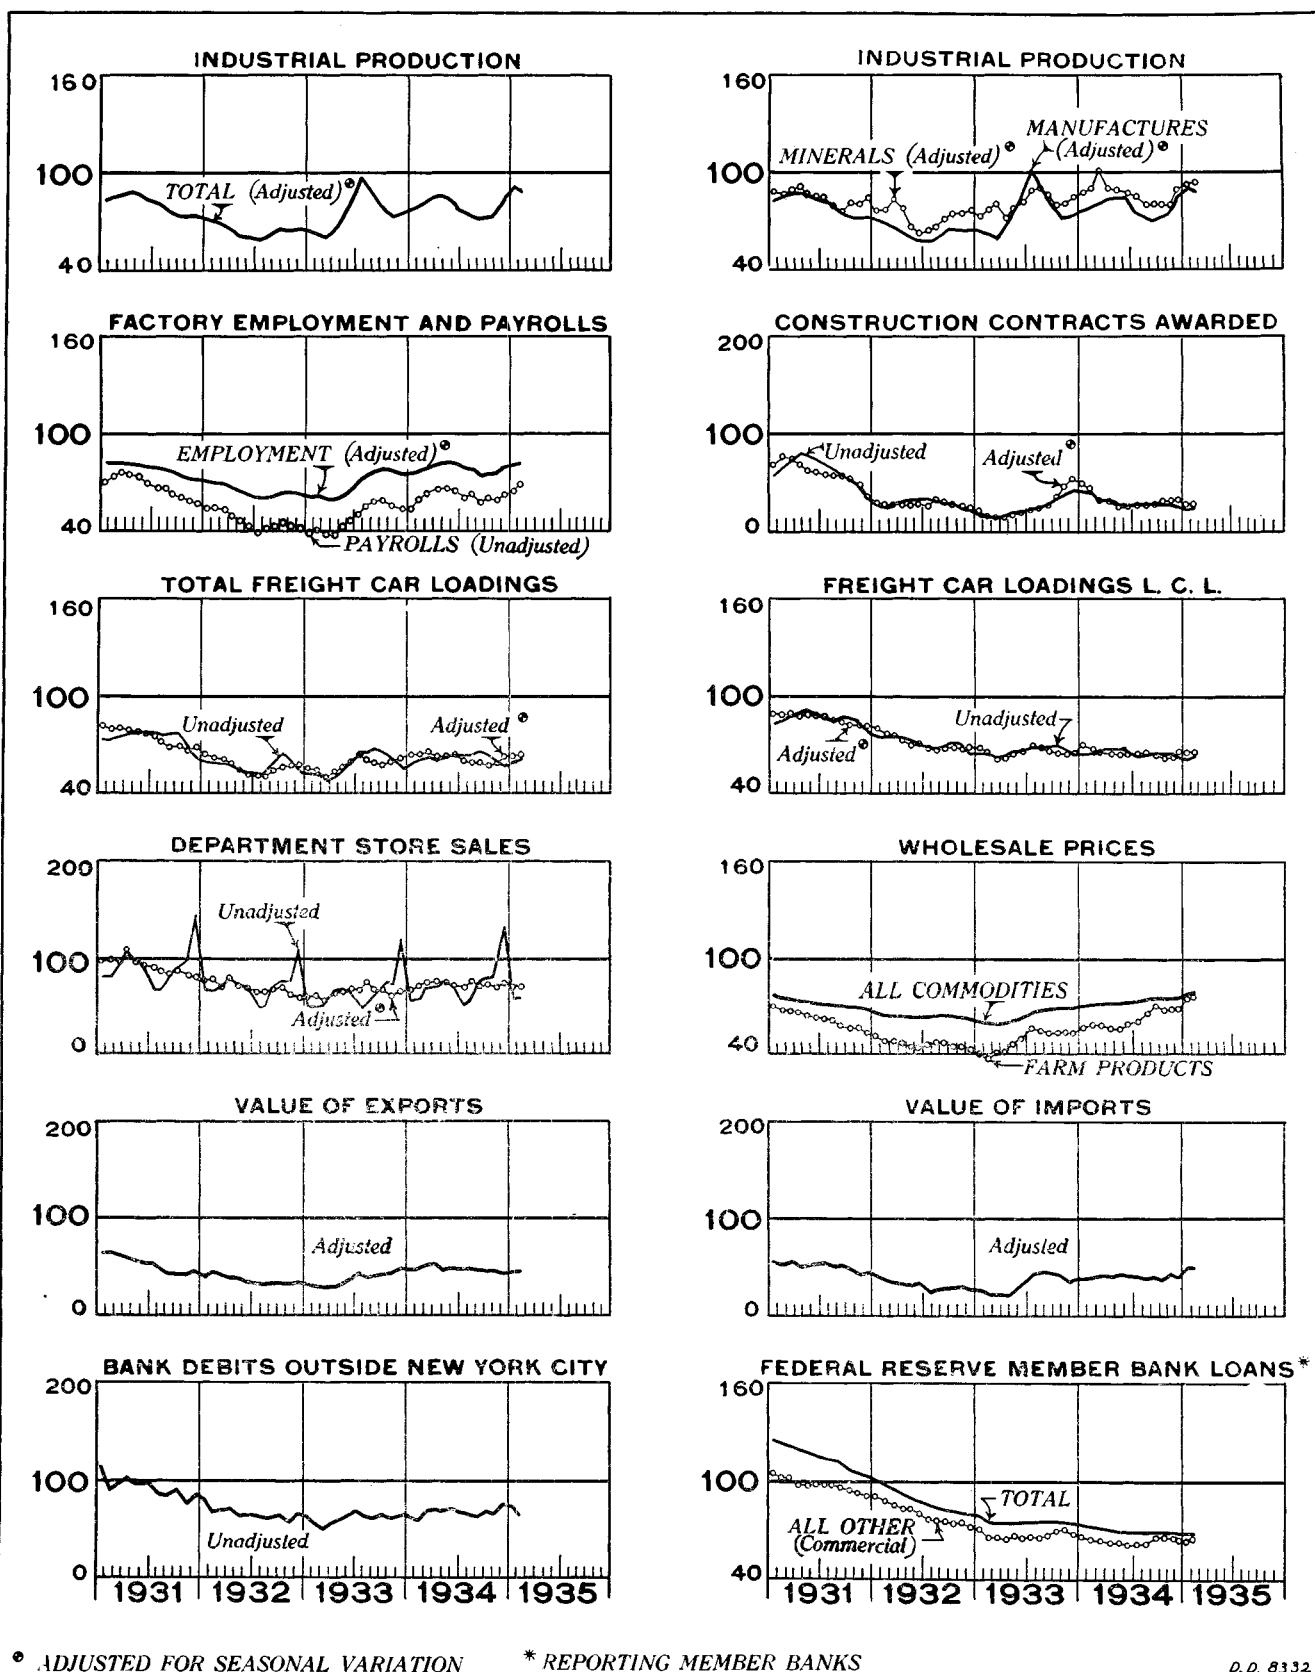 INDUSTRIAL PRODUCTION
160
100
40
TOTAL (Adjusted)
INDUSTRIAL PRODUCTION
160
100
40
MANUFACTURES
(Adjusted)
MINERALS (Adjusted)
FACTORY EMPLOYMENT AND PAYROLLS
160
100
40
EMPLOYMENT (Adjusted)
PAYROLLS (Unadjusted)
CONSTRUCTION CONTRACTS AWARDED
200
100
0
Unadjusted
Adjusted
TOTAL FREIGHT CAR LOADINGS
160
100
40
Unadjusted
Adjusted
FREIGHT CAR LOADINGS L. C. L.
160
100
40
Unadjusted
Adjusted
DEPARTMENT STORE SALES
200
100
0
Unadjusted
Adjusted
WHOLESALE PRICES
160
100
40
ALL COMMODITIES
FARM PRODUCTS
VALUE OF EXPORTS
200
100
0
Adjusted
VALUE OF IMPORTS
200
100
0
Adjusted
BANK DEBITS OUTSIDE NEW YORK CITY
200
100
0
Unadjusted
1931 1932 1933 1934 1935
FEDERAL RESERVE MEMBER BANK LOANS*
160
100
40
TOTAL
ALL OTHER
(Commercial)
1931 1932 1933 1934 1935
ADJUSTED FOR SEASONAL VARIATION
* REPORTING MEMBER BANKS
D.D. 8332